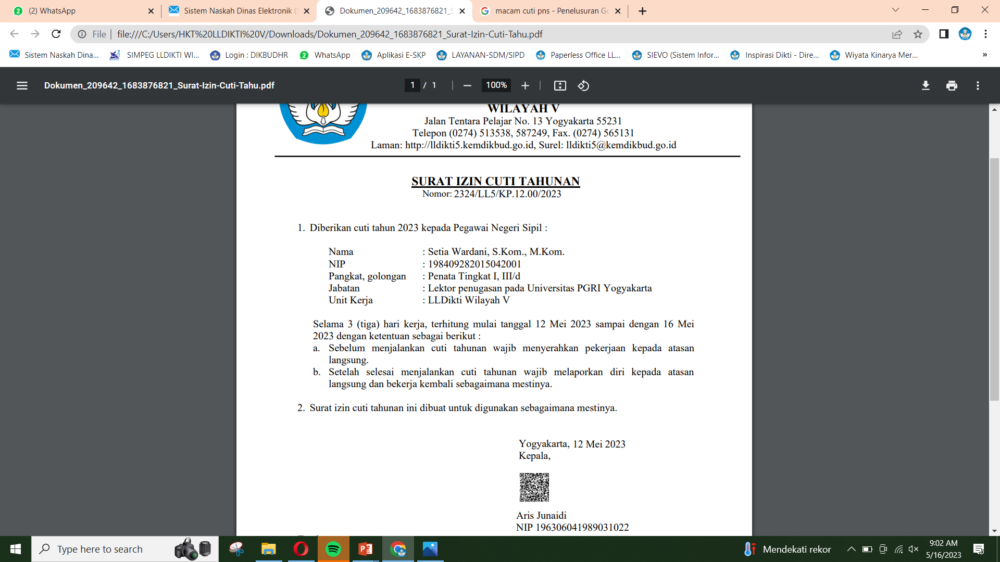 (2) WhatsApp
Sistem Naskah Dinas Elektronik (
Dokumen_209642_1683876821_S
macam cuti pns - Penelusuran Go
File
file:///C:/Users/HKT%20LLDIKTI%20V/Downloads/Dokumen_209642_1683876821_Surat-Izin-Cuti-Tahu.pdf
Sistem Naskah Dina...
SIMPEG LLDIKTI WI...
Login : DIKBUDHR
WhatsApp
Aplikasi E-SKP
LAYANAN-SDM/SIPD
Paperless Office LL...
SIEVO (Sistem Infor...
Inspirasi Dikti - Dire...
Wiyata Kinarya Mer...
»
Dokumen_209642_1683876821_Surat-Izin-Cuti-Tahu.pdf
1 / 1
100%
WILAYAH V
Jalan Tentara Pelajar No. 13 Yogyakarta 55231
Telepon (0274) 513538, 587249, Fax. (0274) 565131
Laman: http://lldikti5.kemdikbud.go.id, Surel: lldikti5@kemdikbud.go.id
SURAT IZIN CUTI TAHUNAN
Nomor: 2324/LL5/KP.12.00/2023
1. Diberikan cuti tahun 2023 kepada Pegawai Negeri Sipil :
Nama : Setia Wardani, S.Kom., M.Kom.
NIP : 198409282015042001
Pangkat, golongan : Penata Tingkat I, III/d
Jabatan : Lektor penugasan pada Universitas PGRI Yogyakarta
Unit Kerja : LLDikti Wilayah V
Selama 3 (tiga) hari kerja, terhitung mulai tanggal 12 Mei 2023 sampai dengan 16 Mei
2023 dengan ketentuan sebagai berikut :
a. Sebelum menjalankan cuti tahunan wajib menyerahkan pekerjaan kepada atasan
langsung.
b. Setelah selesai menjalankan cuti tahunan wajib melaporkan diri kepada atasan
langsung dan bekerja kembali sebagaimana mestinya.
2. Surat izin cuti tahunan ini dibuat untuk digunakan sebagaimana mestinya.
Yogyakarta, 12 Mei 2023
Kepala,
Aris Junaidi
NIP 196306041989031022
Type here to search
Mendekati rekor
9:02 AM
5/16/2023